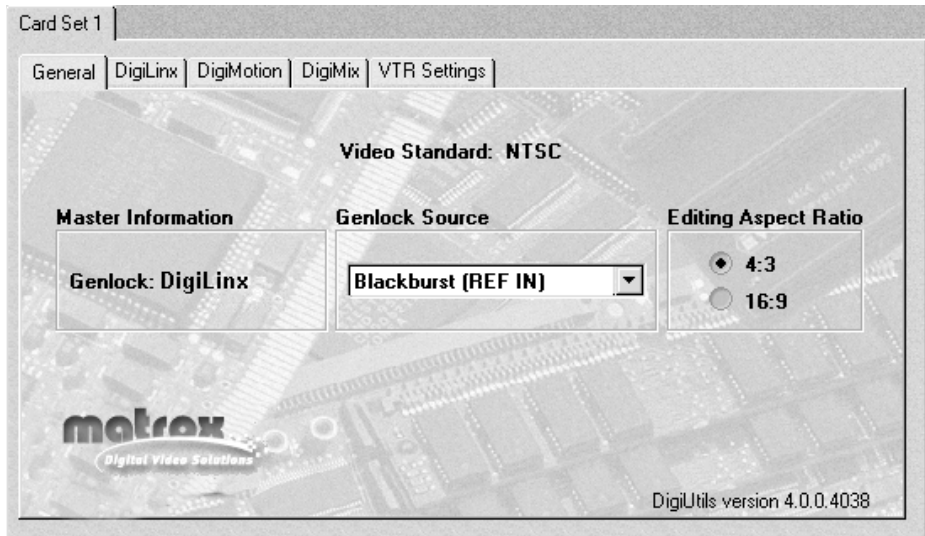 Card Set 1
General DigiLinx DigiMotion DigiMix VTR Settings
Video Standard: NTSC
Master Information
Genlock: DigiLinx
Genlock Source
Blackburst (REF IN)
Editing Aspect Ratio
4:3
16:9
matrox
Digital Video Solutions
DigiUtils version 4.0.0.4038